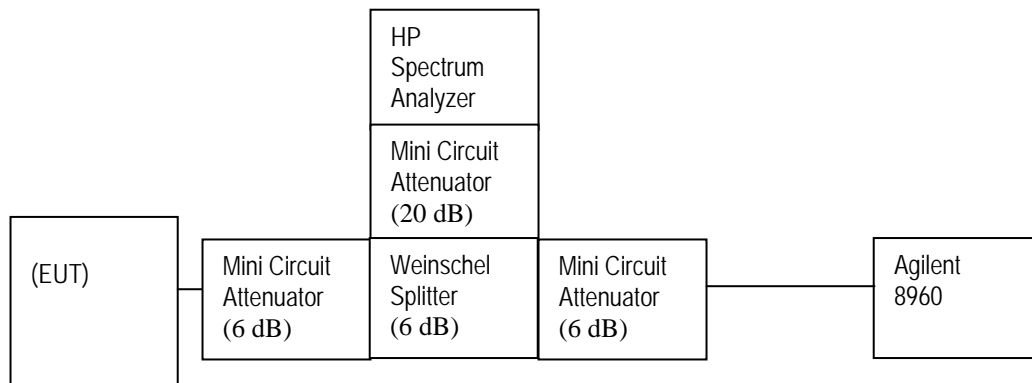 HP
Spectrum
Analyzer
Mini Circuit
Attenuator
(20 dB)
(EUT)
Mini Circuit
Attenuator
(6 dB)
Weinschel
Splitter
(6 dB)
Mini Circuit
Attenuator
(6 dB)
Agilent
8960